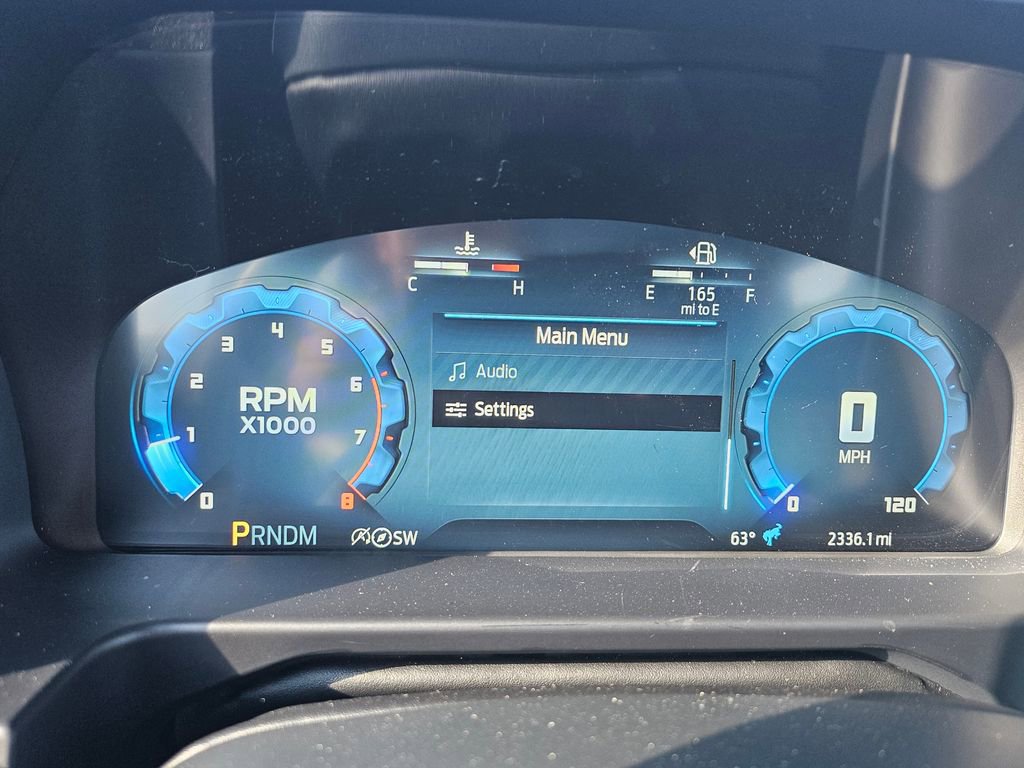 C H
E 165 F
mi to E
Main Menu
Audio
Settings
0
1
2
3
4
5
6
7
8
RPM
X1000
0
MPH
0
120
PRNDM
SW
63°
2336.1 mi